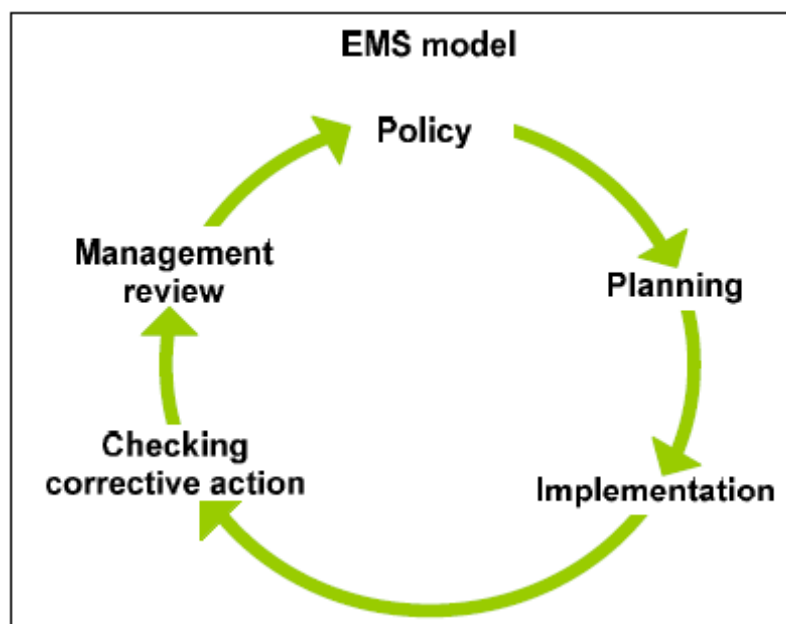 EMS model
Policy
Planning
Implementation
Checking
corrective action
Management
review